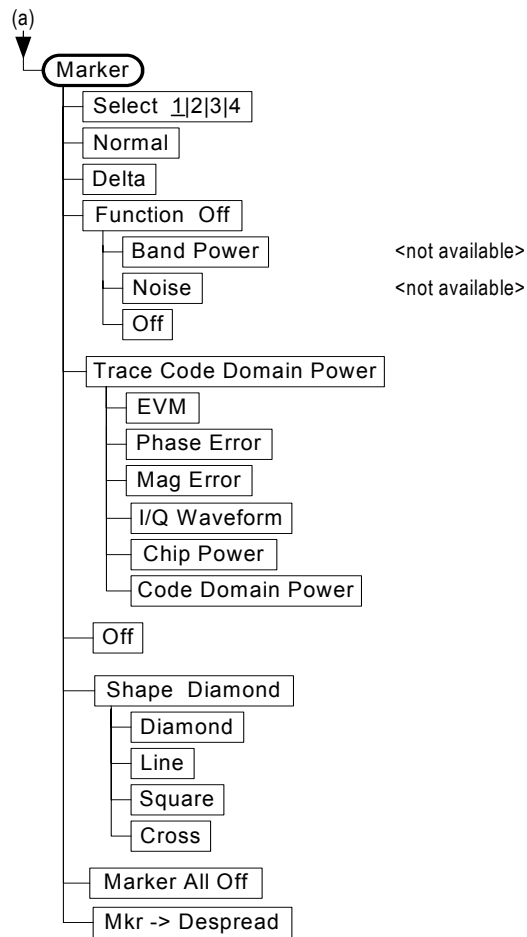 (a)
Marker
Select 1|2|3|4
Normal
Delta
Function Off
Band Power <not available>
Noise <not available>
Off
Trace Code Domain Power
EVM
Phase Error
Mag Error
I/Q Waveform
Chip Power
Code Domain Power
Off
Shape Diamond
Diamond
Line
Square
Cross
Marker All Off
Mkr -> Despread